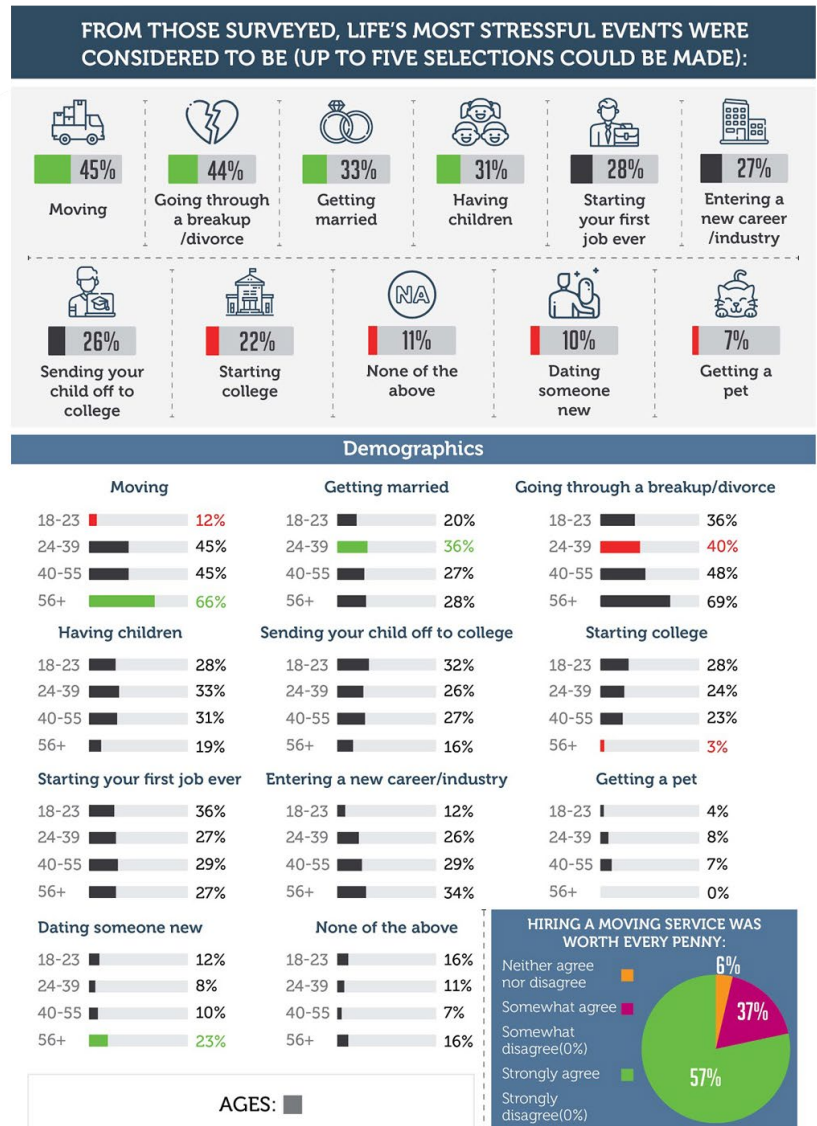 FROM THOSE SURVEYED, LIFE'S MOST STRESSFUL EVENTS WERE
CONSIDERED TO BE (UP TO FIVE SELECTIONS COULD BE MADE):
45%
Moving
44%
Going through
a breakup
/divorce
33%
Getting
married
31%
Having
children
28%
Starting
your first
job ever
27%
Entering a
new career
/industry
26%
Sending your
child off to
college
22%
Starting
college
NA
11%
None of the
above
10%
Dating
someone
new
7%
Getting a
pet
Demographics
Moving
18-23 12%
24-39 45%
40-55 45%
56+ 66%
Getting married
18-23 20%
24-39 36%
40-55 27%
56+ 28%
Going through a breakup/divorce
18-23 36%
24-39 40%
40-55 48%
56+ 69%
Having children
18-23 28%
24-39 33%
40-55 31%
56+ 19%
Sending your child off to college
18-23 32%
24-39 26%
40-55 27%
56+ 16%
Starting college
18-23 28%
24-39 24%
40-55 23%
56+ 3%
Starting your first job ever
18-23 36%
24-39 27%
40-55 29%
56+ 27%
Entering a new career/industry
18-23 12%
24-39 26%
40-55 29%
56+ 34%
Getting a pet
18-23 4%
24-39 8%
40-55 7%
56+ 0%
Dating someone new
18-23 12%
24-39 8%
40-55 10%
56+ 23%
None of the above
18-23 16%
24-39 11%
40-55 7%
56+ 16%
HIRING A MOVING SERVICE WAS
WORTH EVERY PENNY:
Neither agree
nor disagree
Somewhat agree
Somewhat
disagree(0%)
Strongly agree
Strongly
disagree(0%)
6%
37%
57%
AGES: